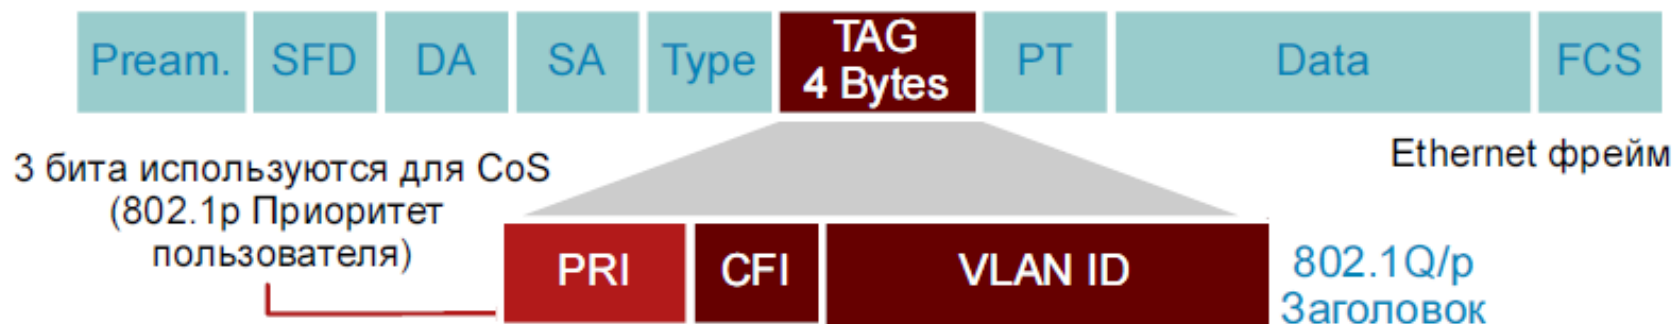 Pream. SFD DA SA Type TAG 4 Bytes PT Data FCS
Ethernet фрейм
3 бита используются для CoS
(802.1p Приоритет
пользователя)
PRI CFI VLAN ID
802.1Q/p
Заголовок